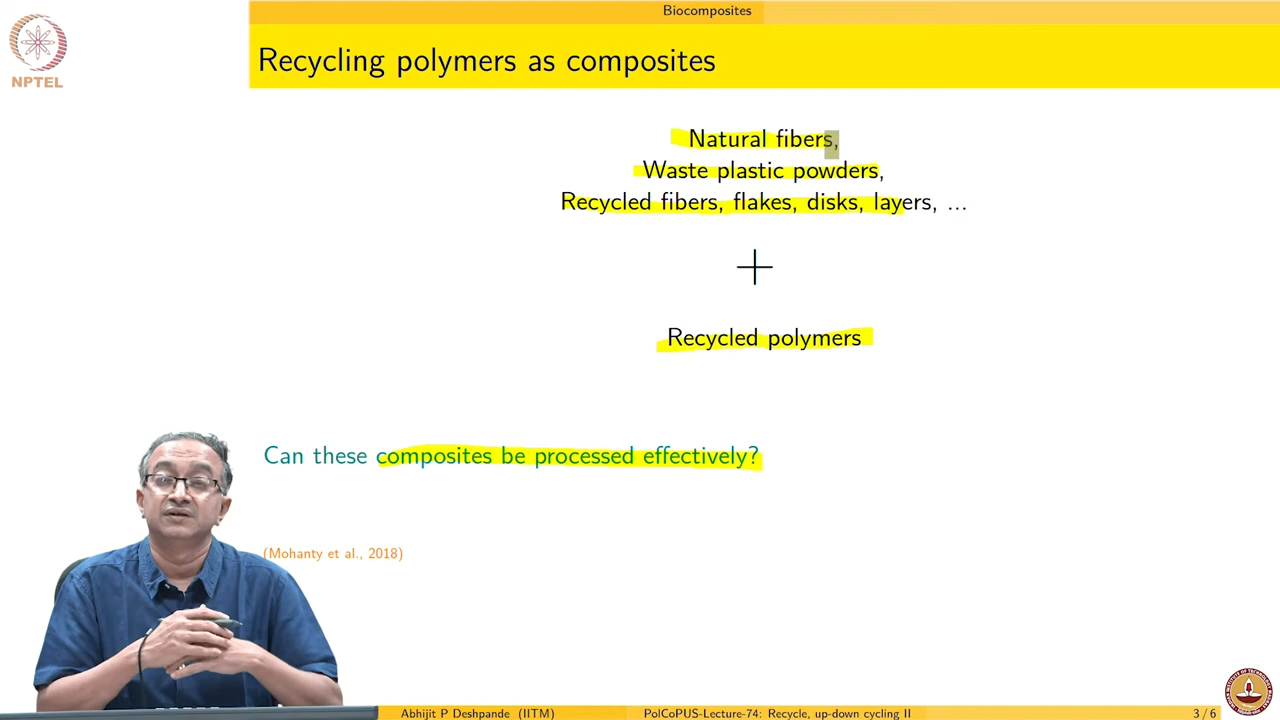 Biocomposites
NPTEL
Recycling polymers as composites
Natural fibers,
Waste plastic powders,
Recycled fibers, flakes, disks, layers, ...
+
Recycled polymers
Can these composites be processed effectively?
(Mohanty et al., 2018)
Abhijit P Deshpande (IITM)
PolCoPUS-Lecture-74: Recycle, up-down cycling II
3 / 6